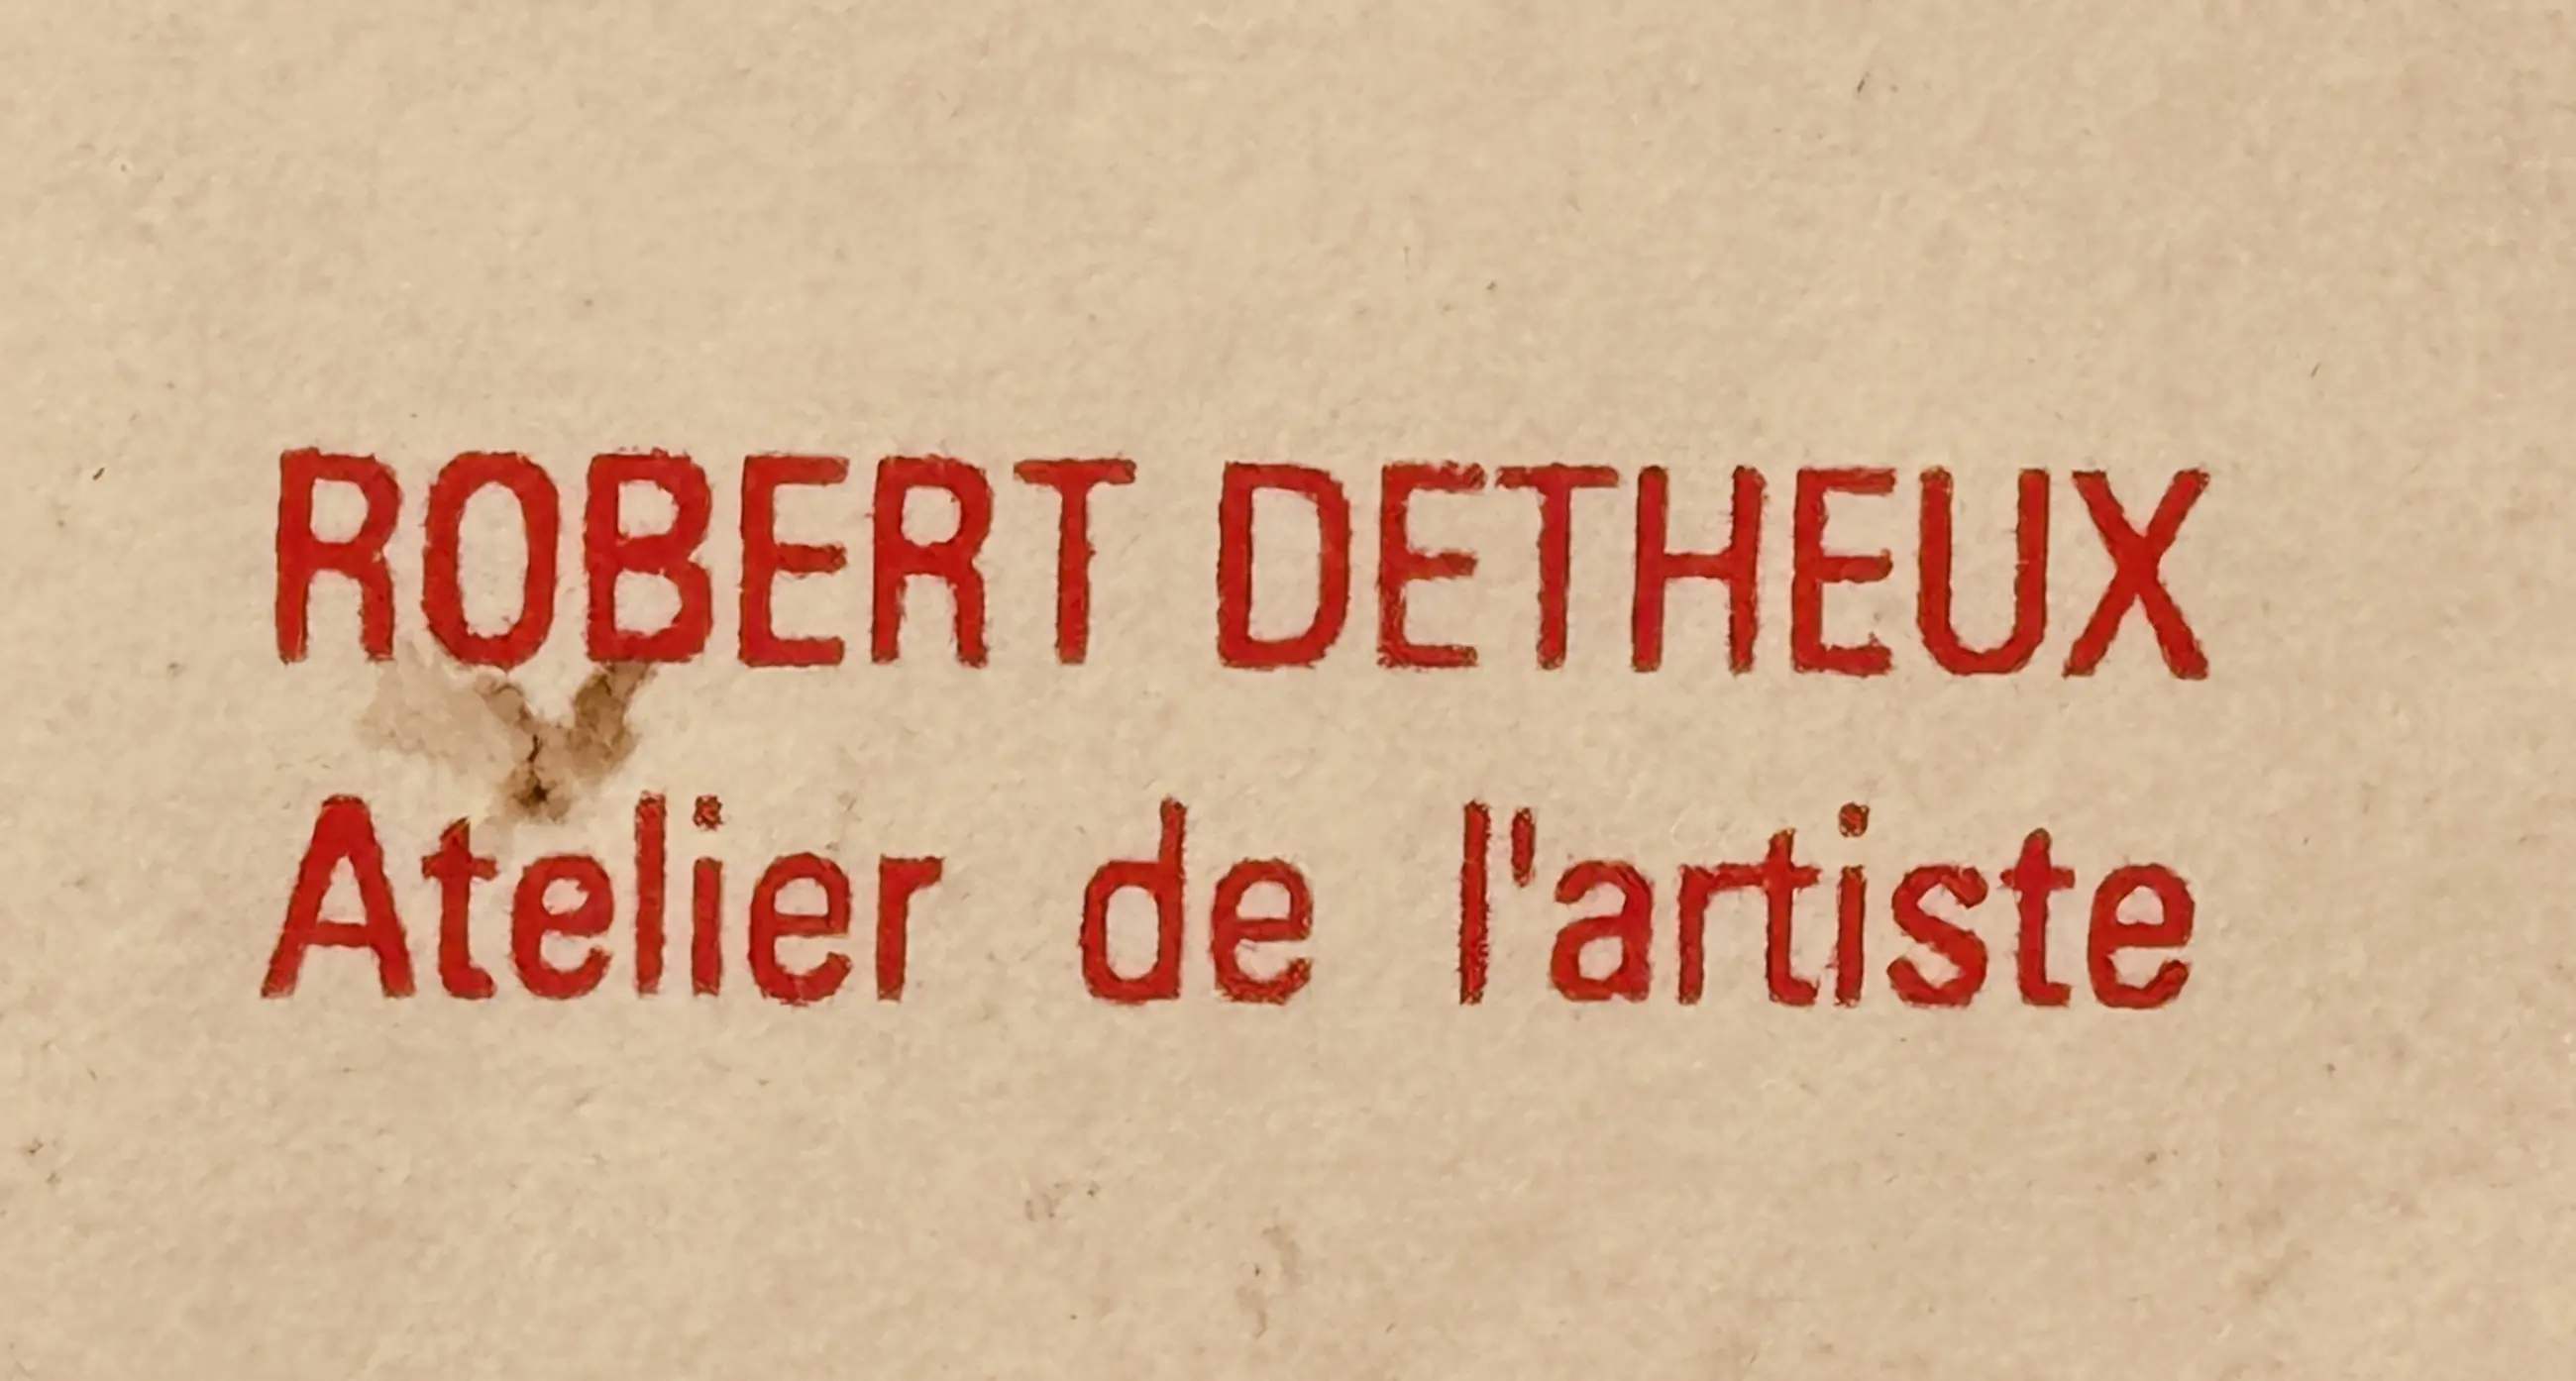 ROBERT DETHEUX
Atelier de l'artiste